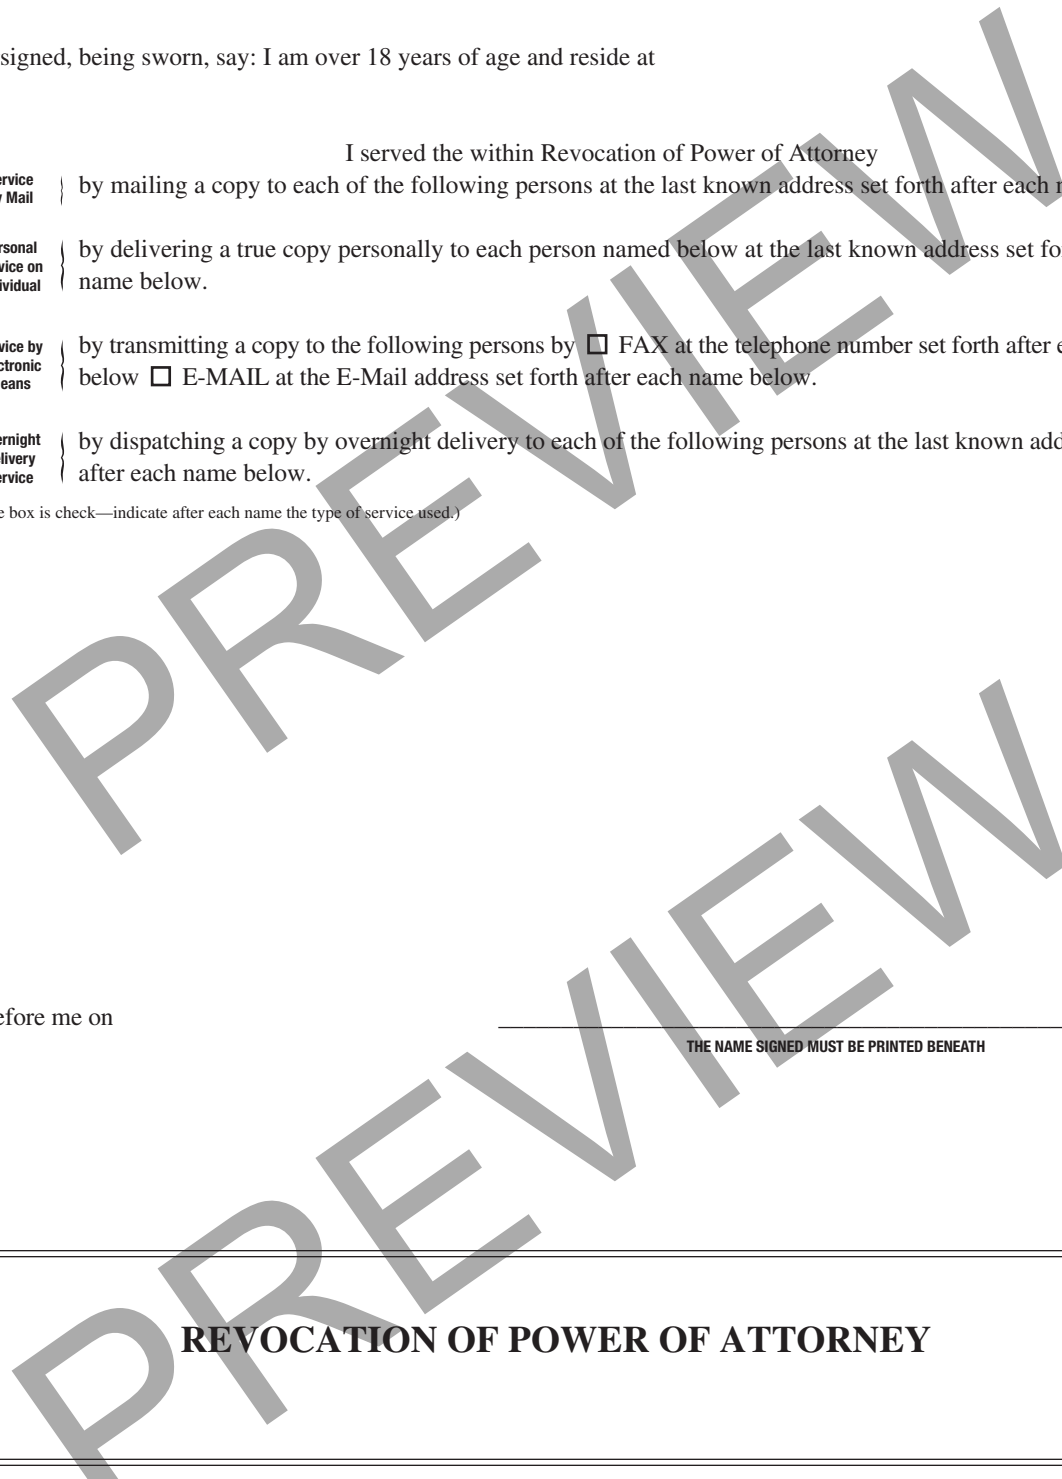 signed, being sworn, say: I am over 18 years of age and reside at
I served the within Revocation of Power of Attorney
ervice
y Mail
by mailing a copy to each of the following persons at the last known address set forth after each
rsonal
vice on
ividual
by delivering a true copy personally to each person named below at the last known address set fo
name below.
vice by
ctronic
eans
by transmitting a copy to the following persons by ☐ FAX at the telephone number set forth after e
below ☐ E-MAIL at the E-Mail address set forth after each name below.
ernight
livery
ervice
by dispatching a copy by overnight delivery to each of the following persons at the last known add
after each name below.
e box is check—indicate after each name the type of service used.)
PREVIEW
efore me on
THE NAME SIGNED MUST BE PRINTED BENEATH
PREVIEW
REVOCATION OF POWER OF ATTORNEY